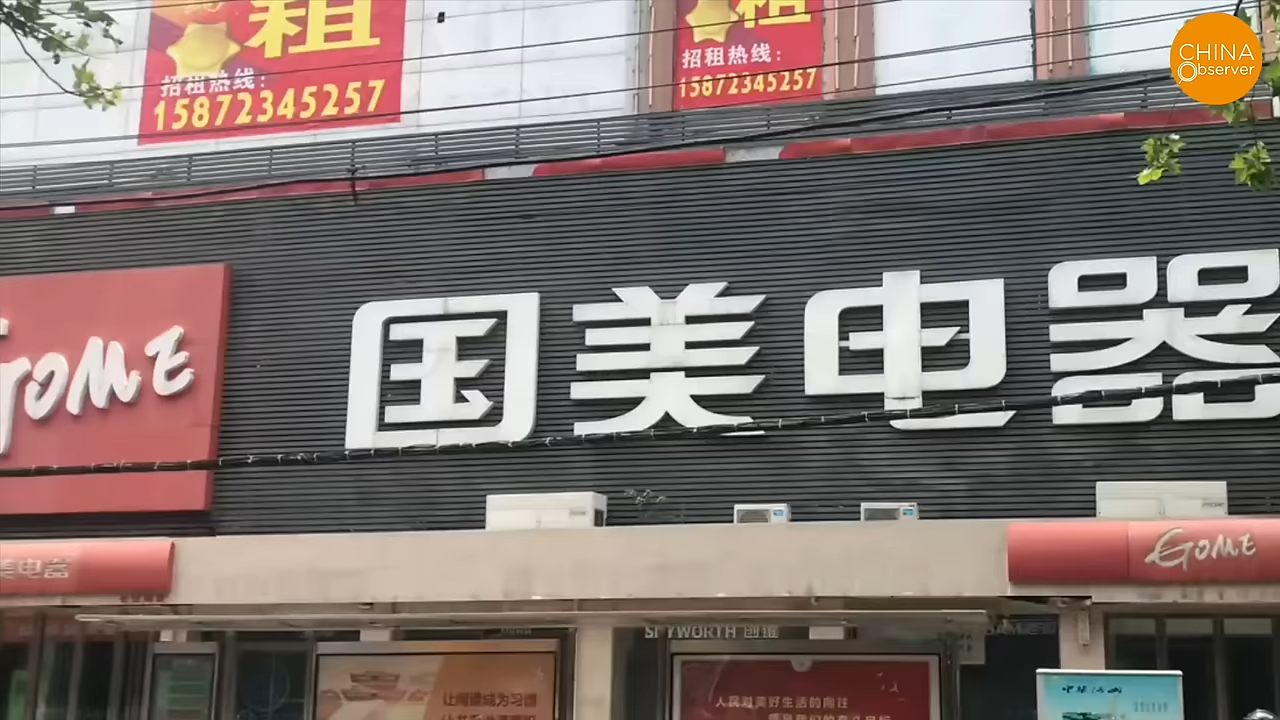 租
租
招租热线:
15872345257
招租热线:
15872345257
CHINA
Observer
GOME
国美电器
美电器
GOME
SKYWORTH 创维
让阅读成为习惯
人民对美好生活的向往